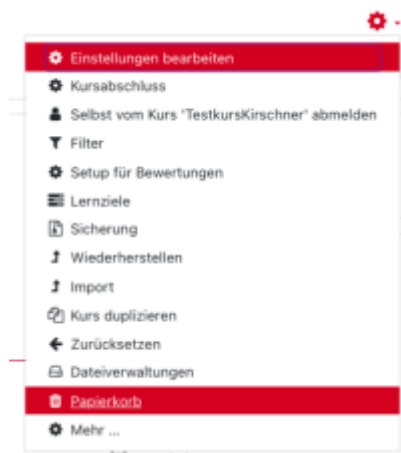 Einstellungen bearbeiten
Kursabschluss
Selbst vom Kurs 'TestkursKirschner' abmelden
Filter
Setup für Bewertungen
Lernziele
Sicherung
Wiederherstellen
Import
Kurs duplizieren
Zurücksetzen
Dateiverwaltungen
Papierkorb
Mehr ...